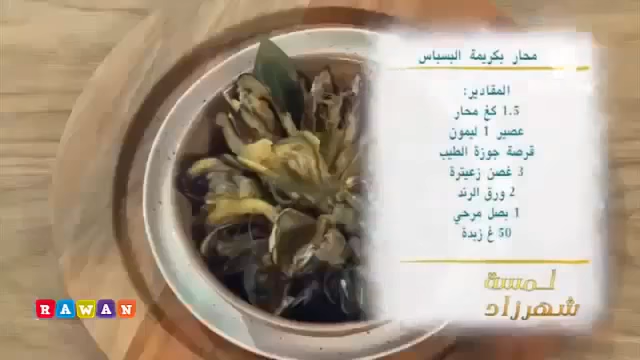 محار بكريمة البسباس
المقادير:
1.5 كغ محار
عصير 1 ليمون
قرصة جوزة الطيب
3 غصن زعيترة
2 ورق الرند
1 بصل مرحي
50 غ زبدة
لمسة
شهرزاد
RAWAN